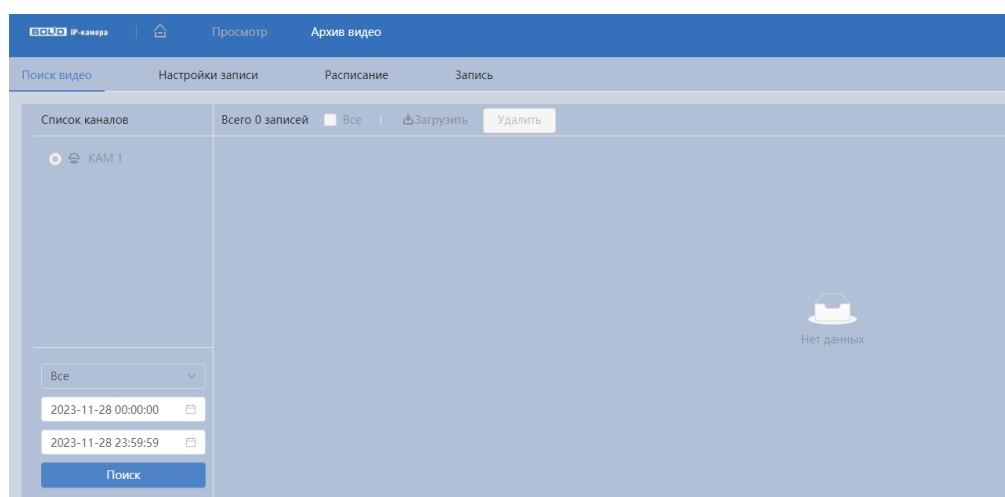 BOLID IP-камера Просмотр Архив видео
Поиск видео Настройки записи Расписание Запись
Список каналов Всего 0 записей Все Загрузить Удалить
КАМ 1
Нет данных
Все
2023-11-28 00:00:00
2023-11-28 23:59:59
Поиск